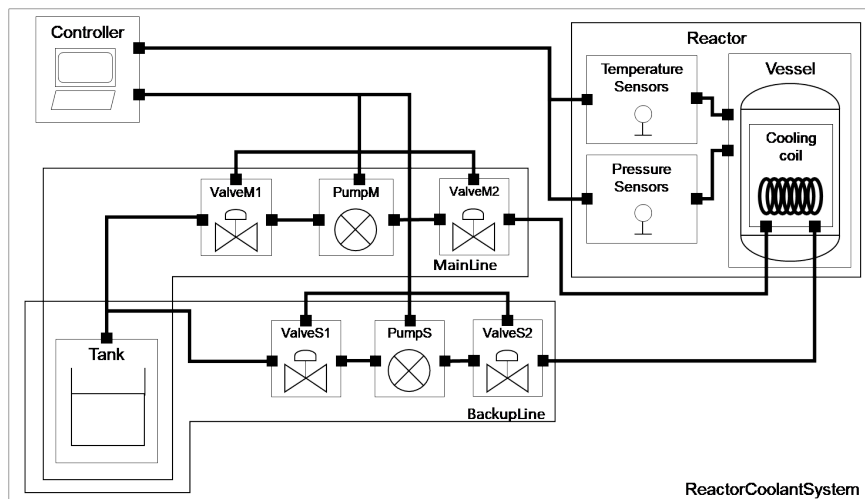 Controller
Reactor
Temperature
Sensors
Vessel
Cooling
coil
Pressure
Sensors
ValveM1
PumpM
ValveM2
MainLine
ValveS1
PumpS
ValveS2
Tank
BackupLine
ReactorCoolantSystem